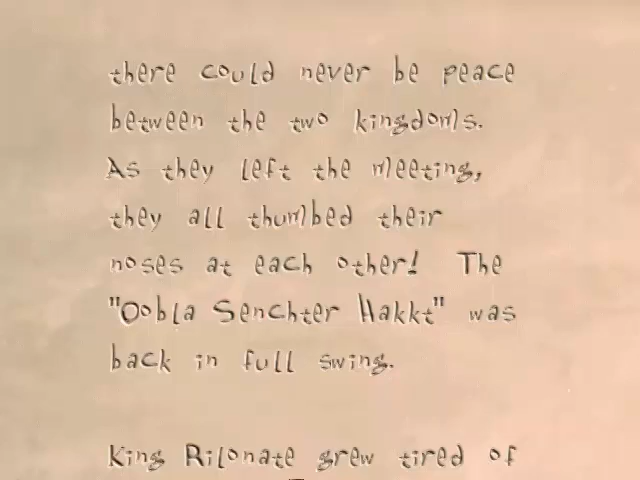 there could never be peace
between the two kingdoms.
As they left the meeting,
they all thumbed their
noses at each other! The
"Oobla Senchter Hakkt" was
back in full swing.
King Rilonate grew tired of